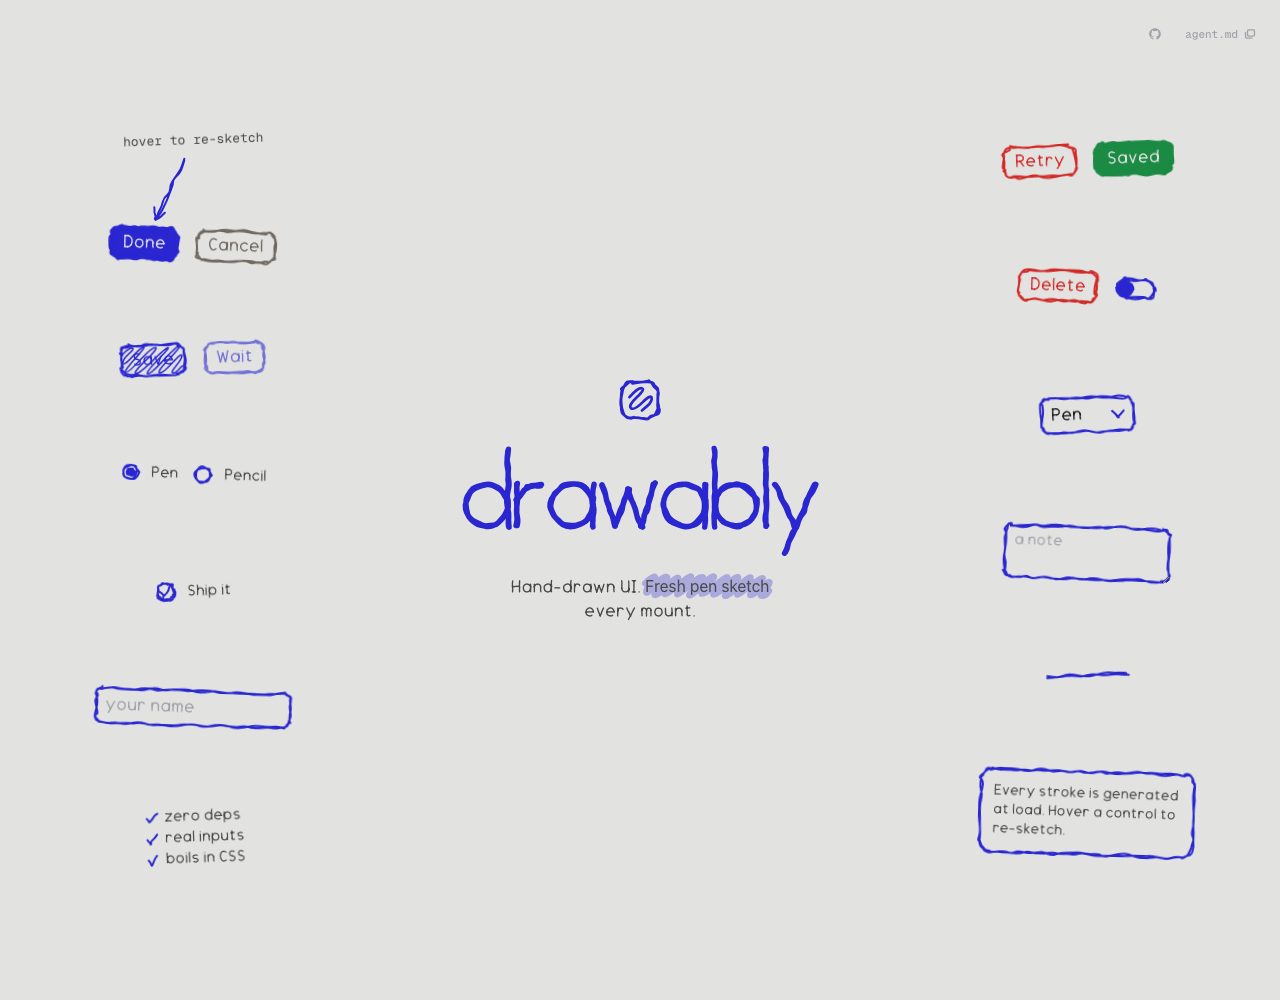 agent.md
hover to re-sketch
Done
Cancel
Save
Wait
Pen
Pencil
Ship it
your name
zero deps
real inputs
boils in CSS
drawably
Hand-drawn UI. Fresh pen sketch
every mount.
Retry
Saved
Delete
Pen
a note
Every stroke is generated
at load. Hover a control to
re-sketch.